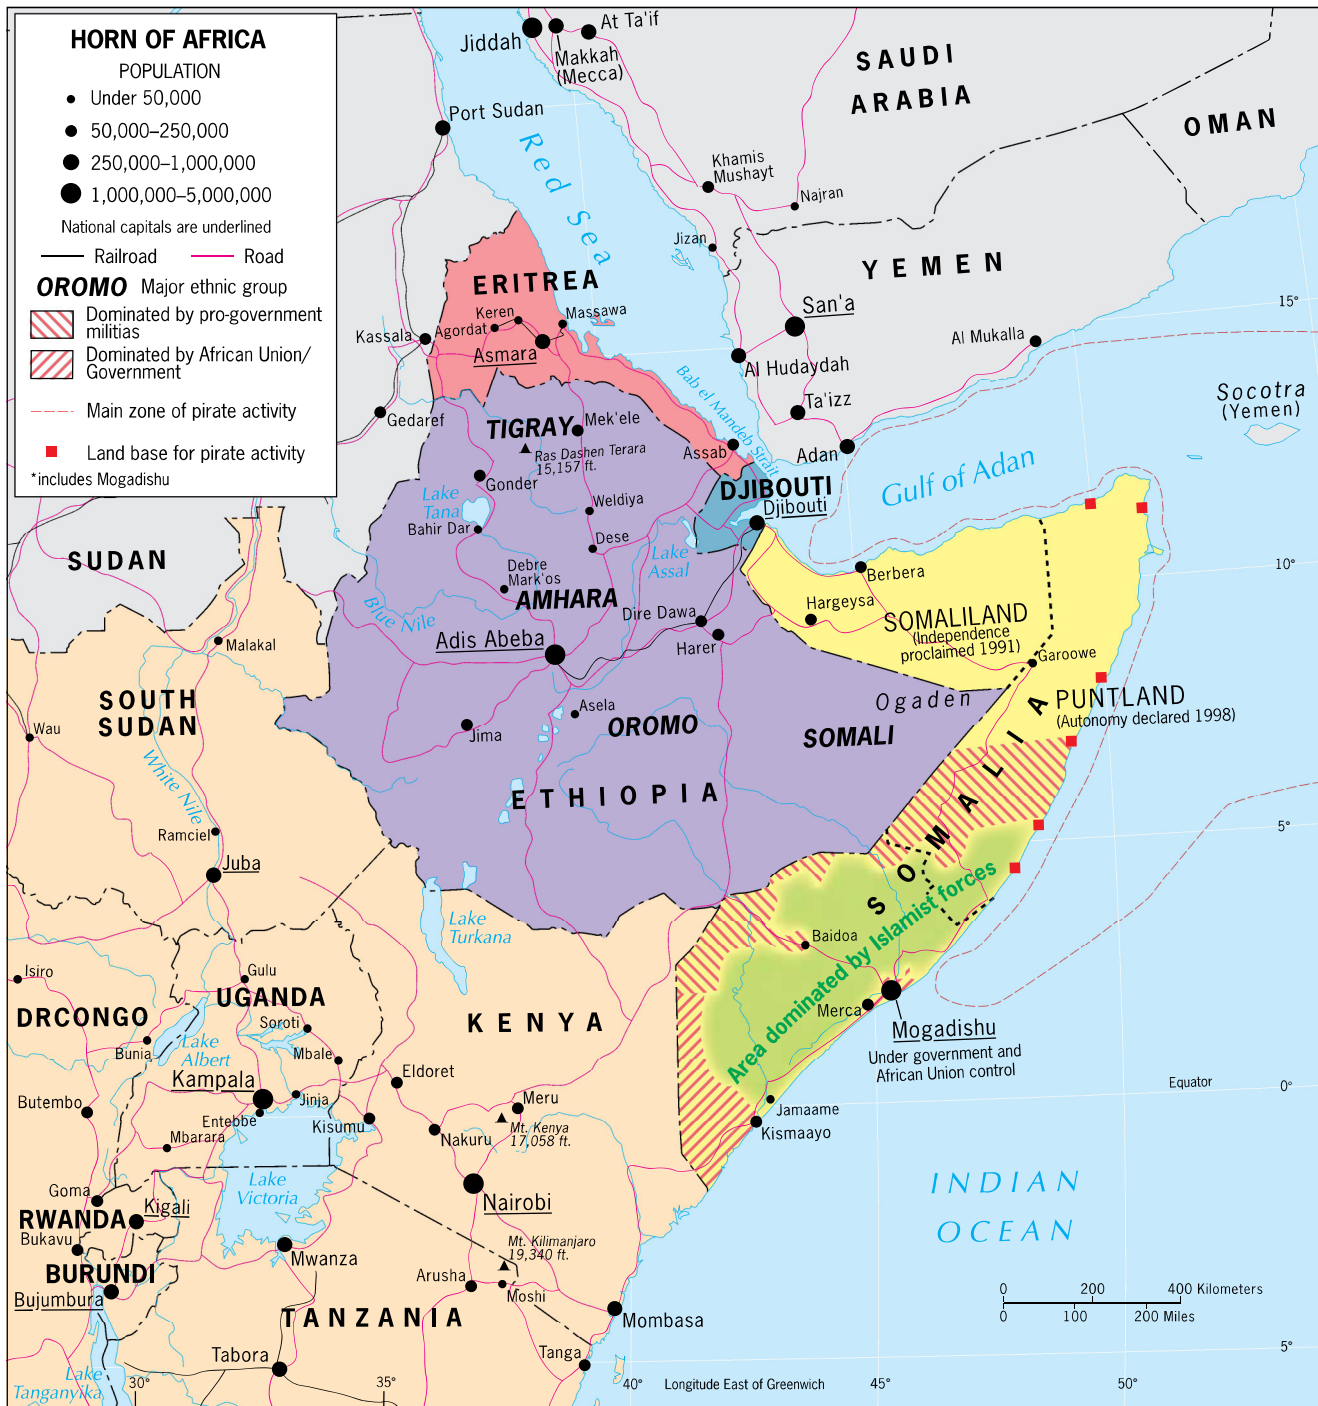 HORN OF AFRICA
POPULATION
Under 50,000
50,000–250,000
250,000–1,000,000
1,000,000–5,000,000
National capitals are underlined
Railroad
Road
OROMO Major ethnic group
Dominated by pro-government
militias
Dominated by African Union/
Government
Main zone of pirate activity
Land base for pirate activity
*includes Mogadishu
Jiddah
Makkah
(Mecca)
At Ta'if
SAUDI
ARABIA
OMAN
Port Sudan
Red Sea
Khamis
Mushayt
Najran
Jizan
YEMEN
San'a
Al Mukalla
15°
ERITREA
Keren
Massawa
Kassala
Agordat
Asmara
Al Hudaydah
Bab el Mandeb Strait
Ta'izz
Socotra
(Yemen)
Gedaref
TIGRAY
Mek'ele
Ras Dashen Terara
15,157 ft.
Assab
Adan
Gulf of Adan
Gonder
Lake
Tana
Weldiya
DJIBOUTI
Djibouti
Bahir Dar
Dese
Lake
Assal
SUDAN
Debre
Mark'os
AMHARA
Blue Nile
Dire Dawa
Berbera
Hargeysa
10°
SOMALILAND
(Independence
proclaimed 1991)
Garoowe
Malakal
Adis Abeba
Harer
SOUTH
SUDAN
Ogaden
PUNTLAND
(Autonomy declared 1998)
Wau
Asela
Jima
OROMO
SOMALI
White Nile
ETHIOPIA
SOMALIA
5°
Ramciel
Juba
Lake
Turkana
Area dominated by Islamist forces
Baidoa
Isiro
Gulu
UGANDA
DRCONGO
Soroti
KENYA
Merca
Mogadishu
Under government and
African Union control
Bunia
Lake
Albert
Mbale
Kampala
Eldoret
Equator
0°
Butembo
Jinja
Meru
Entebbe
Kisumu
Mt. Kenya
17,058 ft.
Jamaame
Kismaayo
Mbarara
Nakuru
Goma
Kigali
Lake
Victoria
Nairobi
INDIAN
OCEAN
RWANDA
Bukavu
Mt. Kilimanjaro
19,340 ft.
BURUNDI
Mwanza
Arusha
Moshi
Bujumbura
0 200 400 Kilometers
0 100 200 Miles
TANZANIA
Mombasa
Tabora
Tanga
5°
Lake
Tanganyika
30°
35°
40°
Longitude East of Greenwich
45°
50°